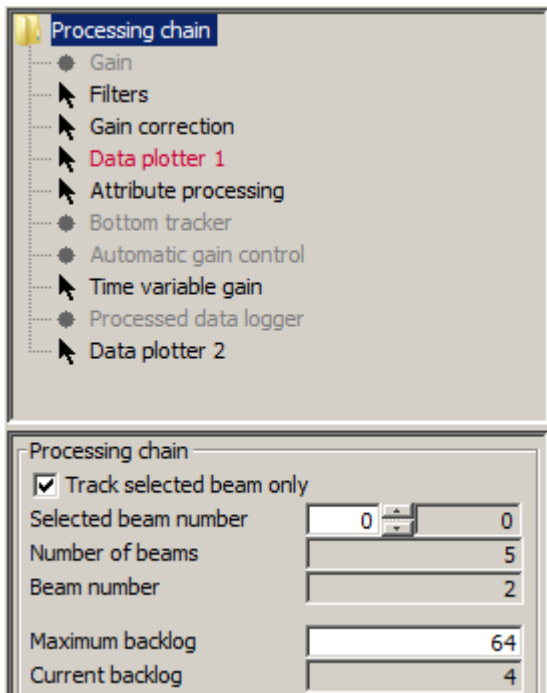 Processing chain
Gain
Filters
Gain correction
Data plotter 1
Attribute processing
Bottom tracker
Automatic gain control
Time variable gain
Processed data logger
Data plotter 2
Processing chain
Track selected beam only
Selected beam number 0 0
Number of beams 5
Beam number 2
Maximum backlog 64
Current backlog 4